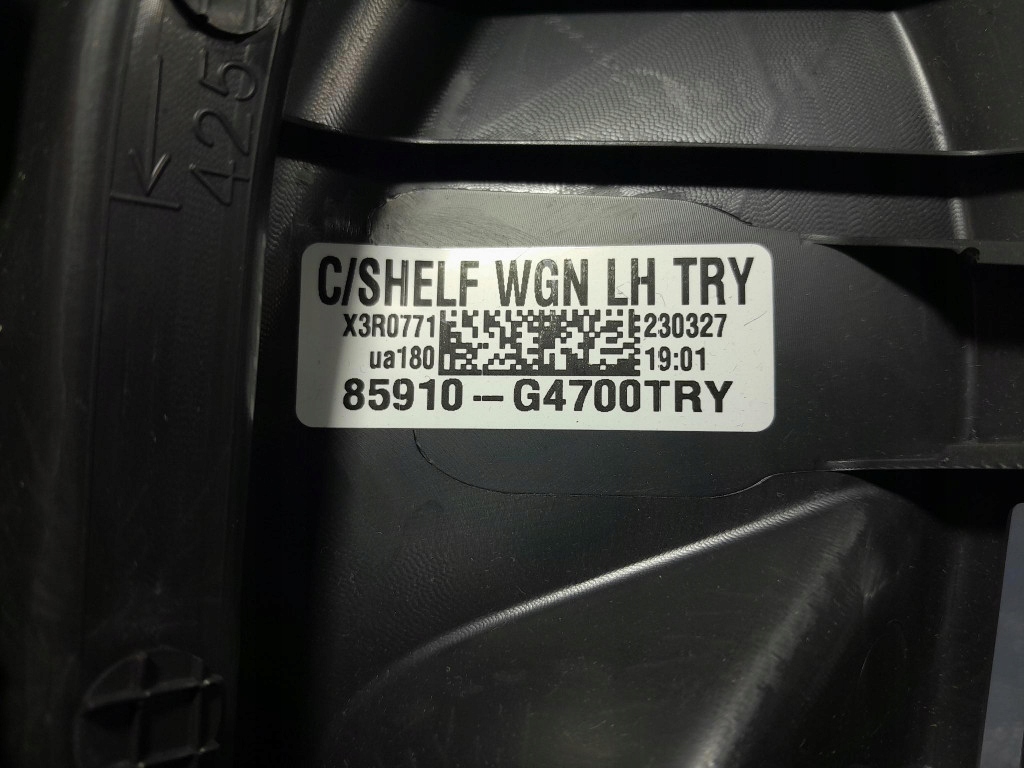 425
C/SHELF WGN LH TRY
X3R0771 230327
ua180 19:01
85910-G4700TRY